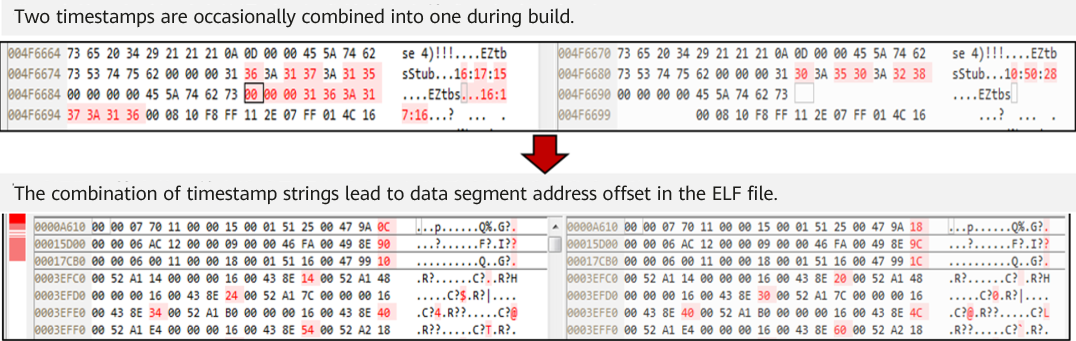 Two timestamps are occasionally combined into one during build.
004F6664 73 65 20 34 29 21 21 21 0A 0D 00 00 45 5A 74 62 se 4)!!!....EZtb
004F6674 73 53 74 75 62 00 00 00 31 36 3A 31 37 3A 31 35 sStub...16:17:15
004F6684 00 00 00 00 45 5A 74 62 73 00 00 00 31 36 3A 31 ....EZtbs...16:1
004F6694 37 3A 31 36 00 08 10 F8 FF 11 2E 07 FF 01 4C 16 7:16...? ... .
004F6670 73 65 20 34 29 21 21 21 0A 0D 00 00 45 5A 74 62 se 4)!!!....EZtb
004F6680 73 53 74 75 62 00 00 00 31 30 3A 35 30 3A 32 38 sStub...10:50:28
004F6690 00 00 00 00 45 5A 74 62 73 ....EZtbs
004F6699 00 08 10 F8 FF 11 2E 07 FF 01 4C 16 ...? ... .
The combination of timestamp strings lead to data segment address offset in the ELF file.
0000A610 00 00 07 70 11 00 00 15 00 01 51 25 00 47 9A 0C ...p......Q%.G?.
00015D00 00 00 06 AC 12 00 00 09 00 00 46 FA 00 49 8E 90 ...?......F?.I??
00017CB0 00 00 06 00 11 00 00 18 00 01 51 16 00 47 99 10 ..........Q..G?.
0003EFC0 00 52 A1 14 00 00 00 16 00 43 8E 14 00 52 A1 48 .R?......C?..R?H
0003EFD0 00 00 00 16 00 43 8E 24 00 52 A1 7C 00 00 00 16 .....C?$.R?|....
0003EFE0 00 43 8E 34 00 52 A1 B0 00 00 00 16 00 43 8E 40 .C?4.R??.....C?@
0003EFF0 00 52 A1 E4 00 00 00 16 00 43 8E 54 00 52 A2 18 .R??.....C?T.R?.
0000A610 00 00 07 70 11 00 00 15 00 01 51 25 00 47 9A 18 ...p......Q%.G?.
00015D00 00 00 06 AC 12 00 00 09 00 00 46 FA 00 49 8E 9C ...?......F?.I??
00017CB0 00 00 06 00 11 00 00 18 00 01 51 16 00 47 99 1C ..........Q..G?.
0003EFC0 00 52 A1 14 00 00 00 16 00 43 8E 20 00 52 A1 48 .R?......C? .R?H
0003EFD0 00 00 00 16 00 43 8E 30 00 52 A1 7C 00 00 00 16 .....C?0.R?|....
0003EFE0 00 43 8E 40 00 52 A1 B0 00 00 00 16 00 43 8E 4C .C?@.R??.....C?L
0003EFF0 00 52 A1 E4 00 00 00 16 00 43 8E 60 00 52 A2 18 .R??.....C?`.R?.